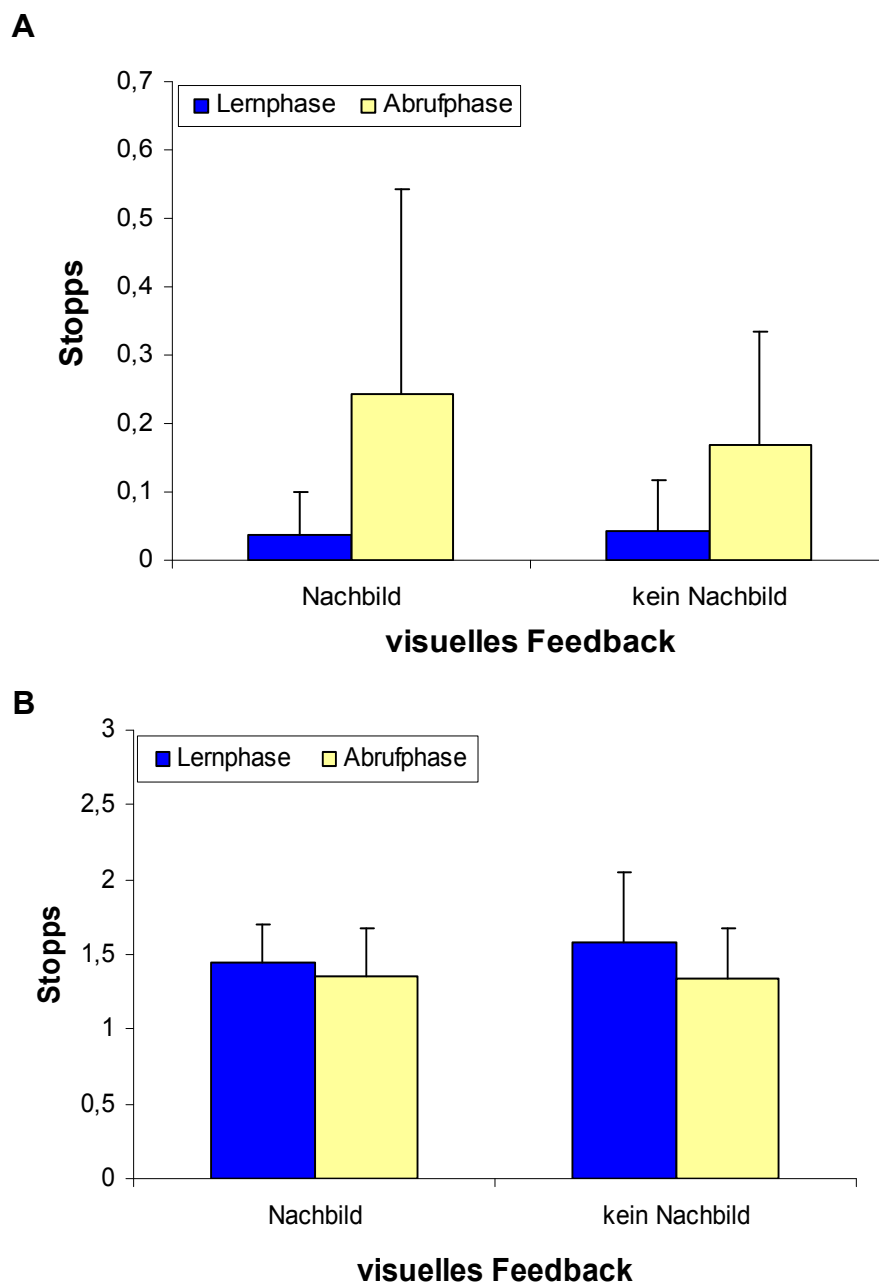 A
0,7
Lernphase Abrufphase
0,6
0,5
0,4
0,3
0,2
0,1
0
Stopps
Nachbild kein Nachbild
visuelles Feedback
B
3
Lernphase Abrufphase
2,5
2
1,5
1
0,5
0
Stopps
Nachbild kein Nachbild
visuelles Feedback